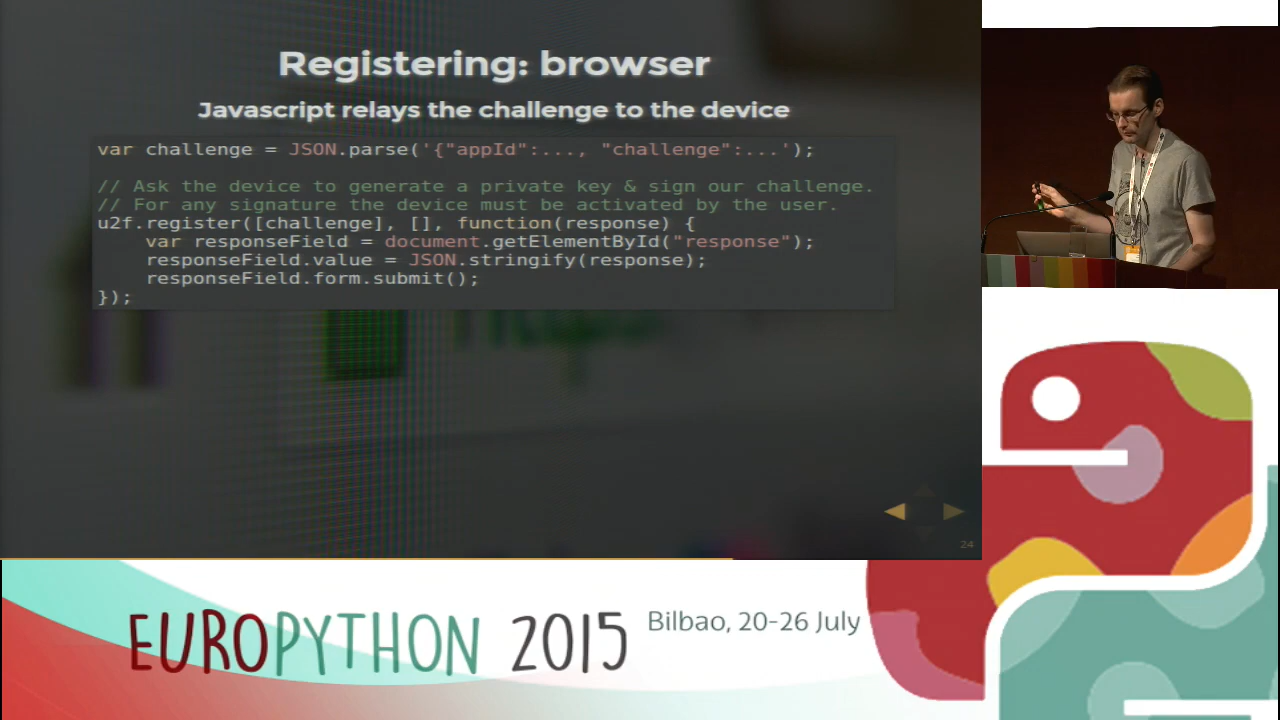 Registering: browser
Javascript relays the challenge to the device
var challenge = JSON.parse('{"appId":..., "challenge":...');
// Ask the device to generate a private key & sign our challenge.
// For any signature the device must be activated by the user.
u2f.register([challenge], [], function(response) {
    var responseField = document.getElementById("response");
    responseField.value = JSON.stringify(response);
    responseField.form.submit();
});
24
EUROPYTHON 2015
Bilbao, 20-26 July